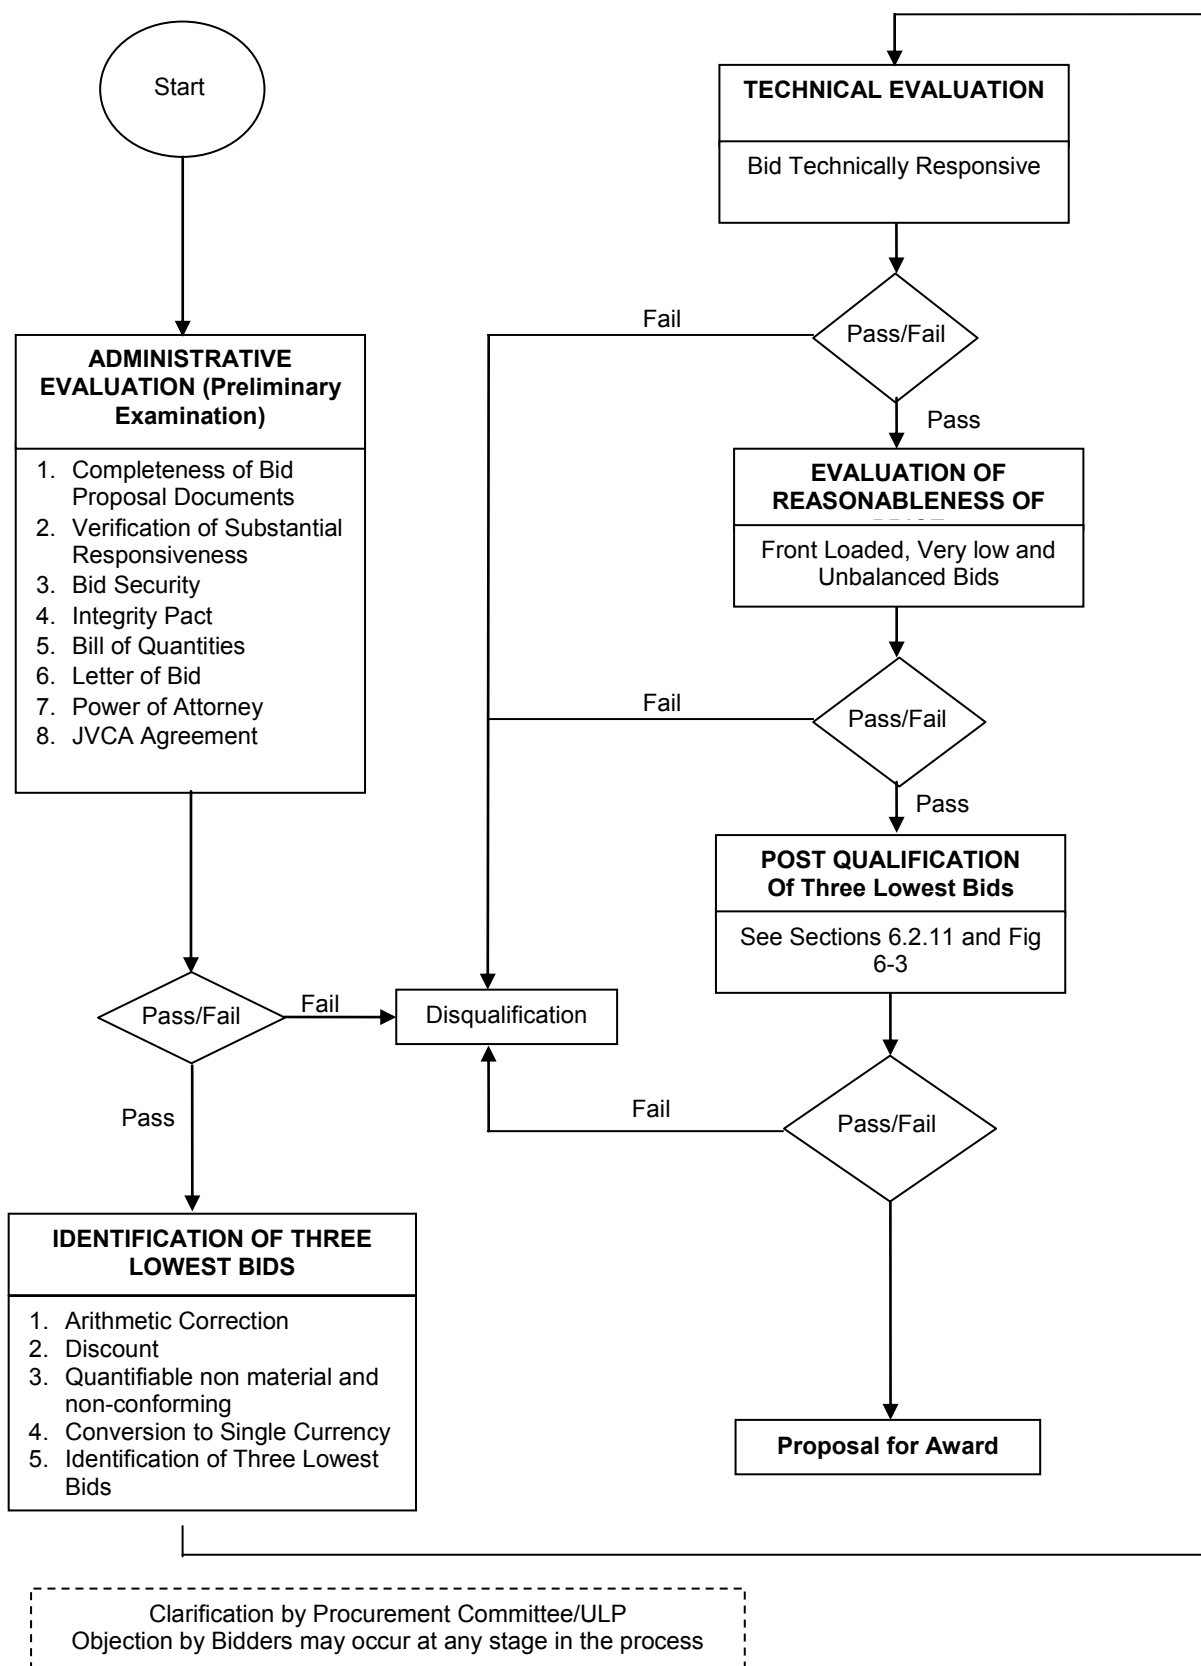 Start
ADMINISTRATIVE
EVALUATION (Preliminary
Examination)
1. Completeness of Bid
Proposal Documents
2. Verification of Substantial
Responsiveness
3. Bid Security
4. Integrity Pact
5. Bill of Quantities
6. Letter of Bid
7. Power of Attorney
8. JVCA Agreement
Pass/Fail
Fail
Disqualification
Pass
IDENTIFICATION OF THREE
LOWEST BIDS
1. Arithmetic Correction
2. Discount
3. Quantifiable non material and
non-conforming
4. Conversion to Single Currency
5. Identification of Three Lowest
Bids
TECHNICAL EVALUATION
Bid Technically Responsive
Pass/Fail
Fail
Pass
EVALUATION OF
REASONABLENESS OF
Front Loaded, Very low and
Unbalanced Bids
Pass/Fail
Fail
Pass
POST QUALIFICATION
Of Three Lowest Bids
See Sections 6.2.11 and Fig
6-3
Pass/Fail
Fail
Proposal for Award
Clarification by Procurement Committee/ULP
Objection by Bidders may occur at any stage in the process